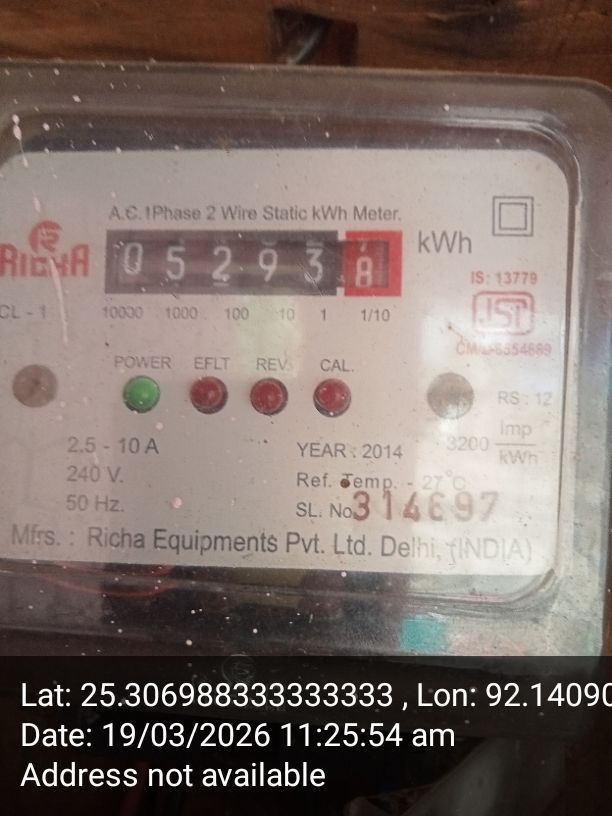 A.C.1Phase 2 Wire Static kWh Meter.
RICHA
0 5 2 9 3 8 kWh
IS: 13779
ISI
CL - 1
10000 1000 100 10 1 1/10
POWER EFLT REV. CAL.
RS : 12
2.5 - 10 A
240 V.
50 Hz.
YEAR : 2014
3200 Imp
kWh
Ref. Temp. - 27°C
SL. No 314697
Mfrs. : Richa Equipments Pvt. Ltd. Delhi, (INDIA)
Lat: 25.306988333333333 , Lon: 92.14090
Date: 19/03/2026 11:25:54 am
Address not available